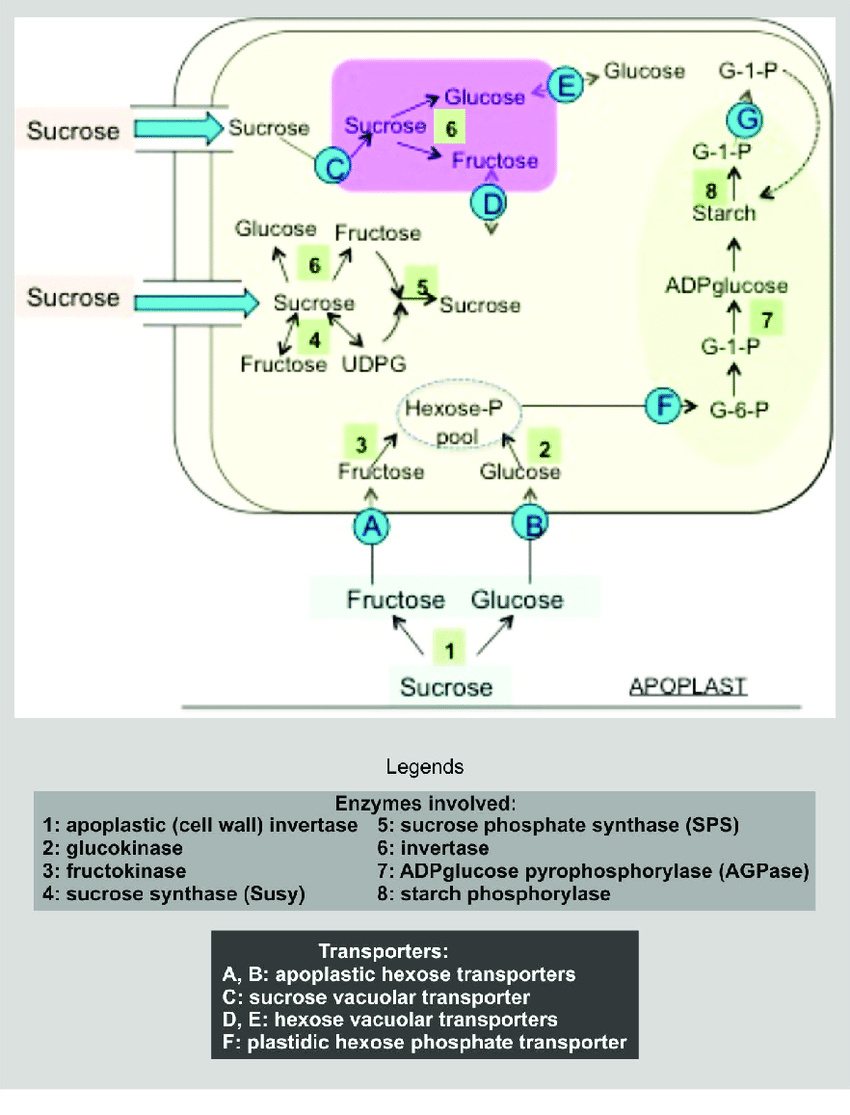 Sucrose
Sucrose
C
Sucrose
6
Glucose
Fructose
E
Glucose
D
G-1-P
G
G-1-P
8
Starch
ADPglucose
7
G-1-P
G-6-P
Sucrose
Glucose
Fructose
6
Sucrose
5
Sucrose
4
Fructose
UDPG
Hexose-P
pool
F
3
2
Fructose
Glucose
A
B
Fructose
Glucose
1
Sucrose
APOPLAST
Legends
Enzymes involved:
1: apoplastic (cell wall) invertase
2: glucokinase
3: fructokinase
4: sucrose synthase (Susy)
5: sucrose phosphate synthase (SPS)
6: invertase
7: ADPglucose pyrophosphorylase (AGPase)
8: starch phosphorylase
Transporters:
A, B: apoplastic hexose transporters
C: sucrose vacuolar transporter
D, E: hexose vacuolar transporters
F: plastidic hexose phosphate transporter